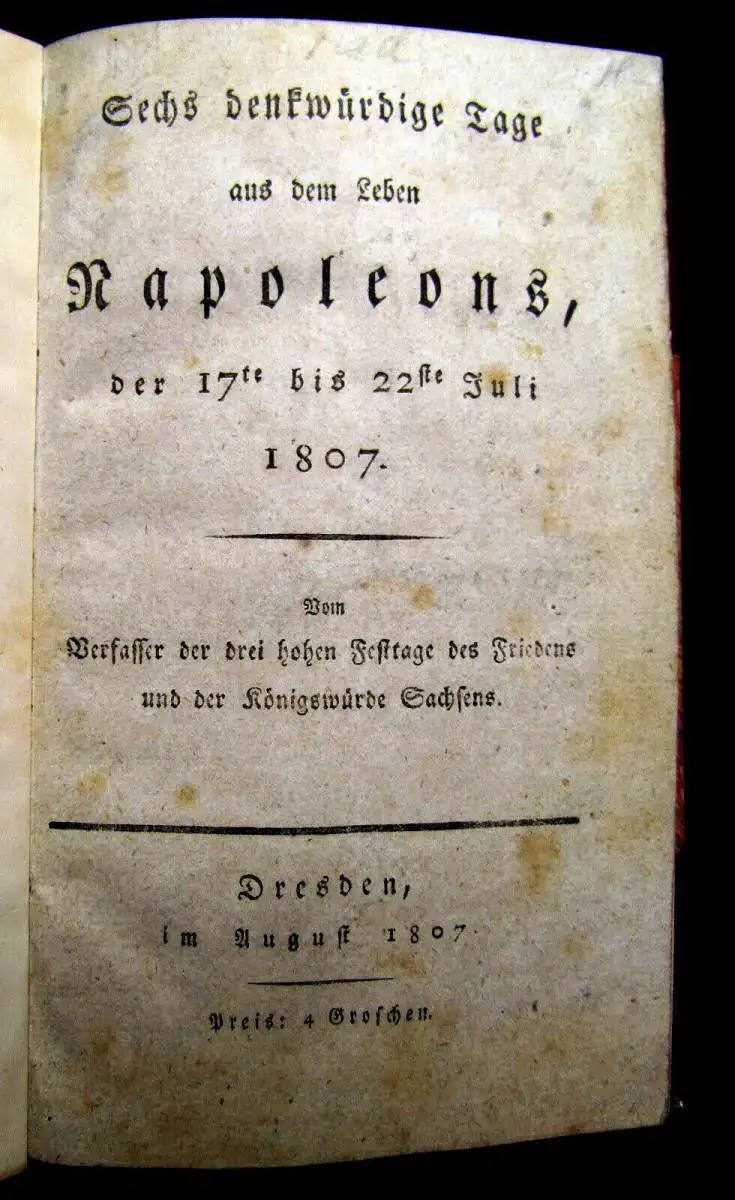 Sechs denkwürdige Tage
aus dem Leben
Napoleons,
der 17te bis 22ste Juli
1807.
Vom
Verfasser der drei hohen Festtage des Friedens
und der Königswürde Sachsens.
Dresden,
im August 1807.
Preis: 4 Groschen.